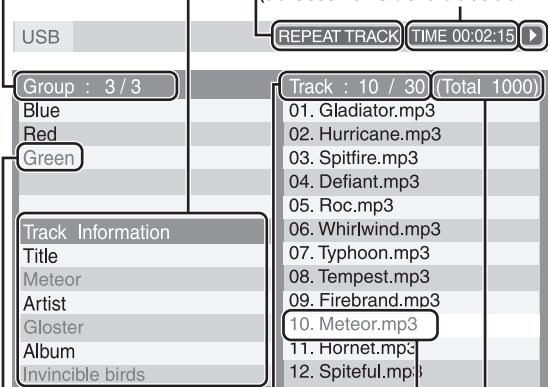 USB REPEAT TRACK TIME 00:02:15
Group : 3 / 3
Blue
Red
Green
Track Information
Title
Meteor
Artist
Gloster
Album
Invincible birds
Track : 10 / 30 (Total 1000)
01. Gladiator.mp3
02. Hurricane.mp3
03. Spitfire.mp3
04. Defiant.mp3
05. Roc.mp3
06. Whirlwind.mp3
07. Typhoon.mp3
08. Tempest.mp3
09. Firebrand.mp3
10. Meteor.mp3
11. Hornet.mp3
12. Spiteful.mp3